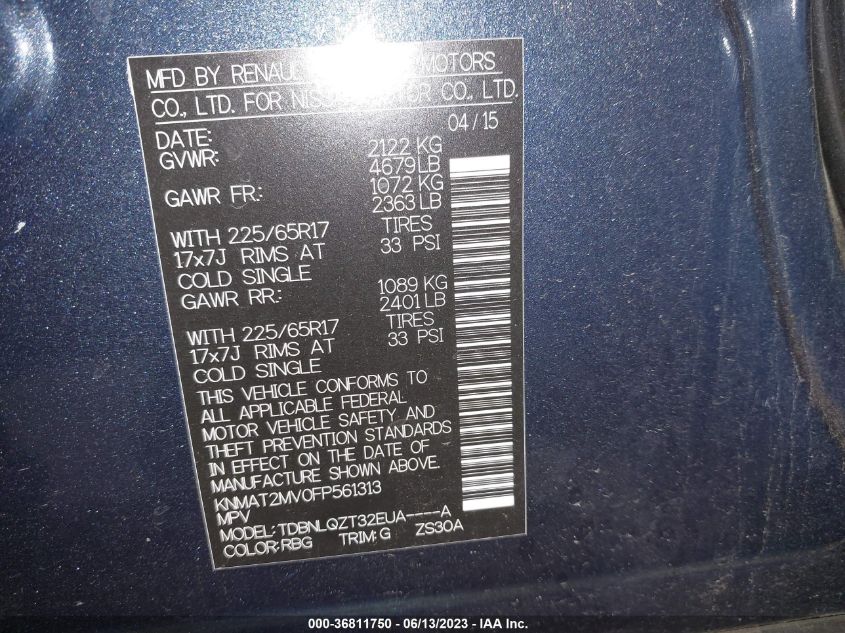 MFD BY RENAUL MOTORS
CO., LTD. FOR NIS OR CO., LTD.
DATE: 04/15
GVWR: 2122 KG
4679 LB
GAWR FR: 1072 KG
2363 LB
WITH 225/65R17 TIRES
17x7J RIMS AT 33 PSI
COLD SINGLE
GAWR RR: 1089 KG
2401 LB
WITH 225/65R17 TIRES
17x7J RIMS AT 33 PSI
COLD SINGLE
THIS VEHICLE CONFORMS TO
ALL APPLICABLE FEDERAL
MOTOR VEHICLE SAFETY AND
THEFT PREVENTION STANDARDS
IN EFFECT ON THE DATE OF
MANUFACTURE SHOWN ABOVE.
KNMAT2MV0FP561313
MPV
MODEL: TDBNLQZT32EUA----A
COLOR: RBG TRIM: G ZS30A
000-36811750 - 06/13/2023 - IAA Inc.